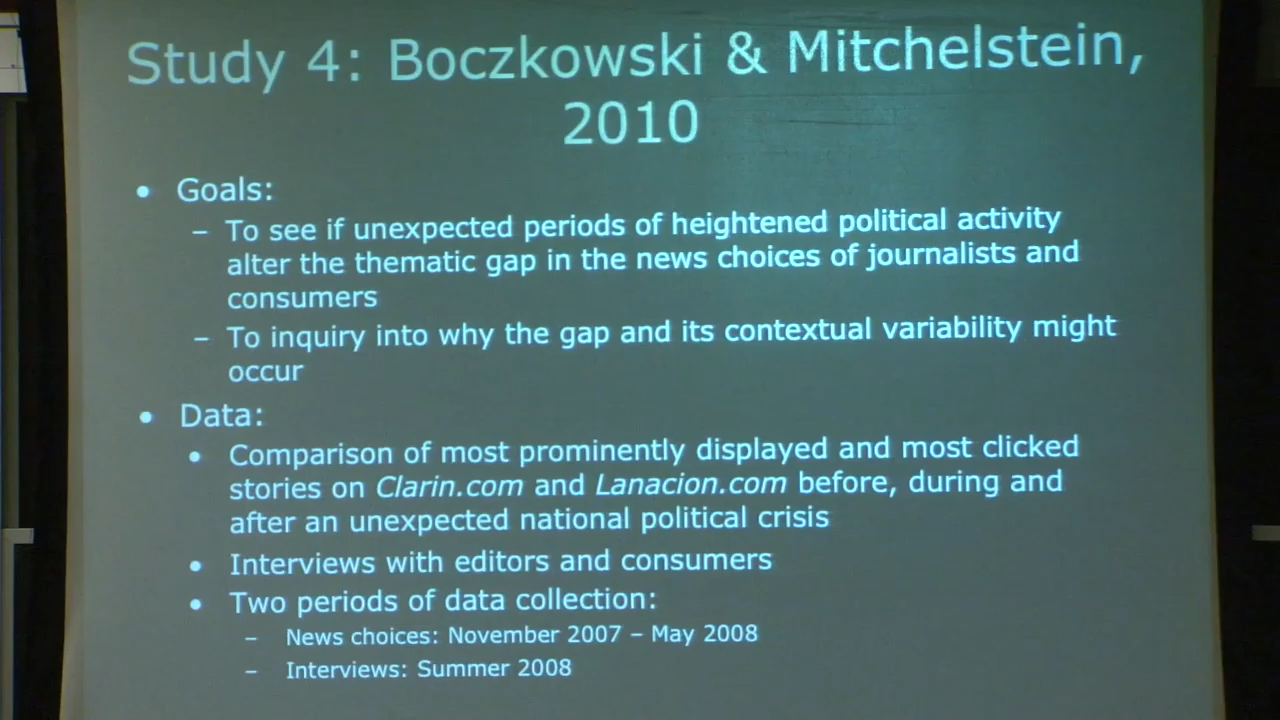 Study 4: Boczkowski & Mitchelstein,
2010
• Goals:
– To see if unexpected periods of heightened political activity
alter the thematic gap in the news choices of journalists and
consumers
– To inquiry into why the gap and its contextual variability might
occur
• Data:
• Comparison of most prominently displayed and most clicked
stories on Clarin.com and Lanacion.com before, during and
after an unexpected national political crisis
• Interviews with editors and consumers
• Two periods of data collection:
– News choices: November 2007 – May 2008
– Interviews: Summer 2008